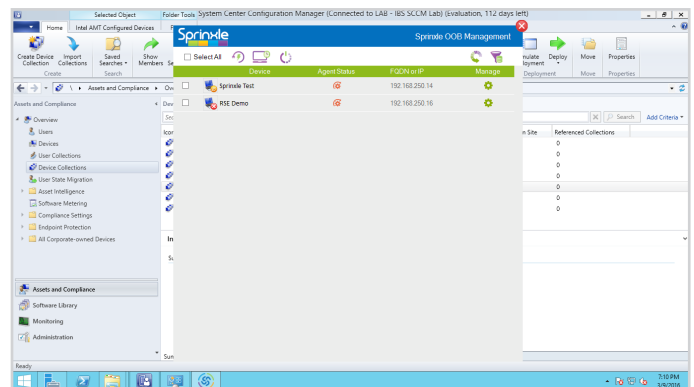 Selected Object
Folder Tools
System Center Configuration Manager (Connected to LAB - IBS SCCM Lab) (Evaluation, 112 days left)
Home
Intel AMT Configured Devices
Create Device Collection
Import Collections
Saved Searches
Show Members
Create
Search
Deploy
Move
Properties
Deployment
Move
Properties
Sprinxle
Sprinxle OOB Management
Select All
Device
Agent Status
FQDN or IP
Manage
Sprinxle Test
192.168.250.14
RSE Demo
192.168.250.16
\ Assets and Compliance
Assets and Compliance
Overview
Users
Devices
User Collections
Device Collections
User State Migration
Asset Intelligence
Software Metering
Compliance Settings
Endpoint Protection
All Corporate-owned Devices
Search
Add Criteria
Icon
n Site
Referenced Collections
0
0
0
0
0
0
0
Assets and Compliance
Software Library
Monitoring
Administration
Ready
7:10 PM
3/9/2016